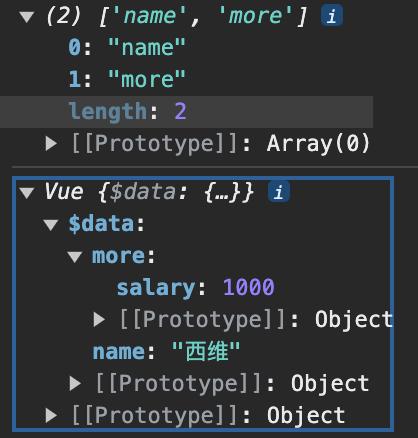 ▼ (2) ['name', 'more'] i
0: "name"
1: "more"
length: 2
▶ [[Prototype]]: Array(0)
▼ Vue {$data: {…}} i
▼ $data:
▼ more:
salary: 1000
▶ [[Prototype]]: Object
name: "西维"
▶ [[Prototype]]: Object
▶ [[Prototype]]: Object